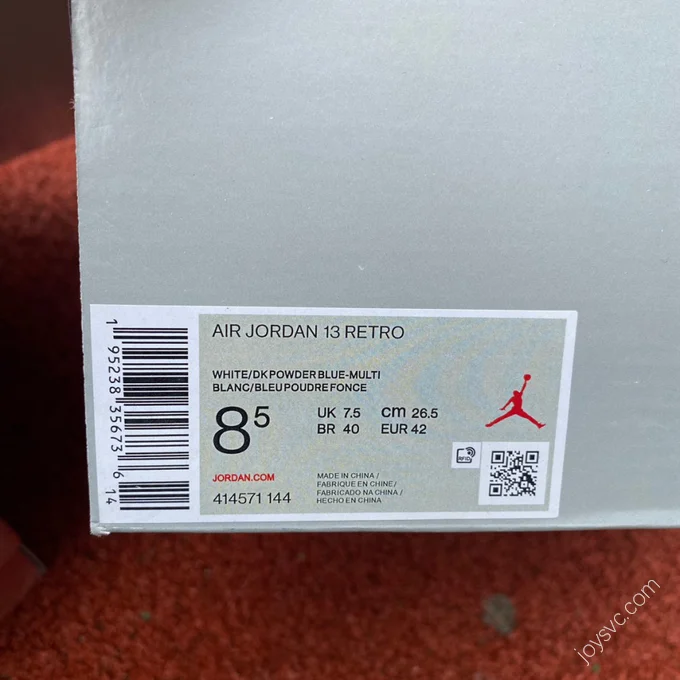 AIR JORDAN 13 RETRO
WHITE/DK POWDER BLUE-MULTI
BLANC/BLEU POUDRE FONCE
8⁵
UK 7.5 cm 26.5
BR 40 EUR 42
JORDAN.COM
414571 144
MADE IN CHINA /
FABRIQUE EN CHINE/
FABRICADO NA CHINA /
HECHO EN CHINA
RFID
1 95238 35673 6 14
joysvc.com